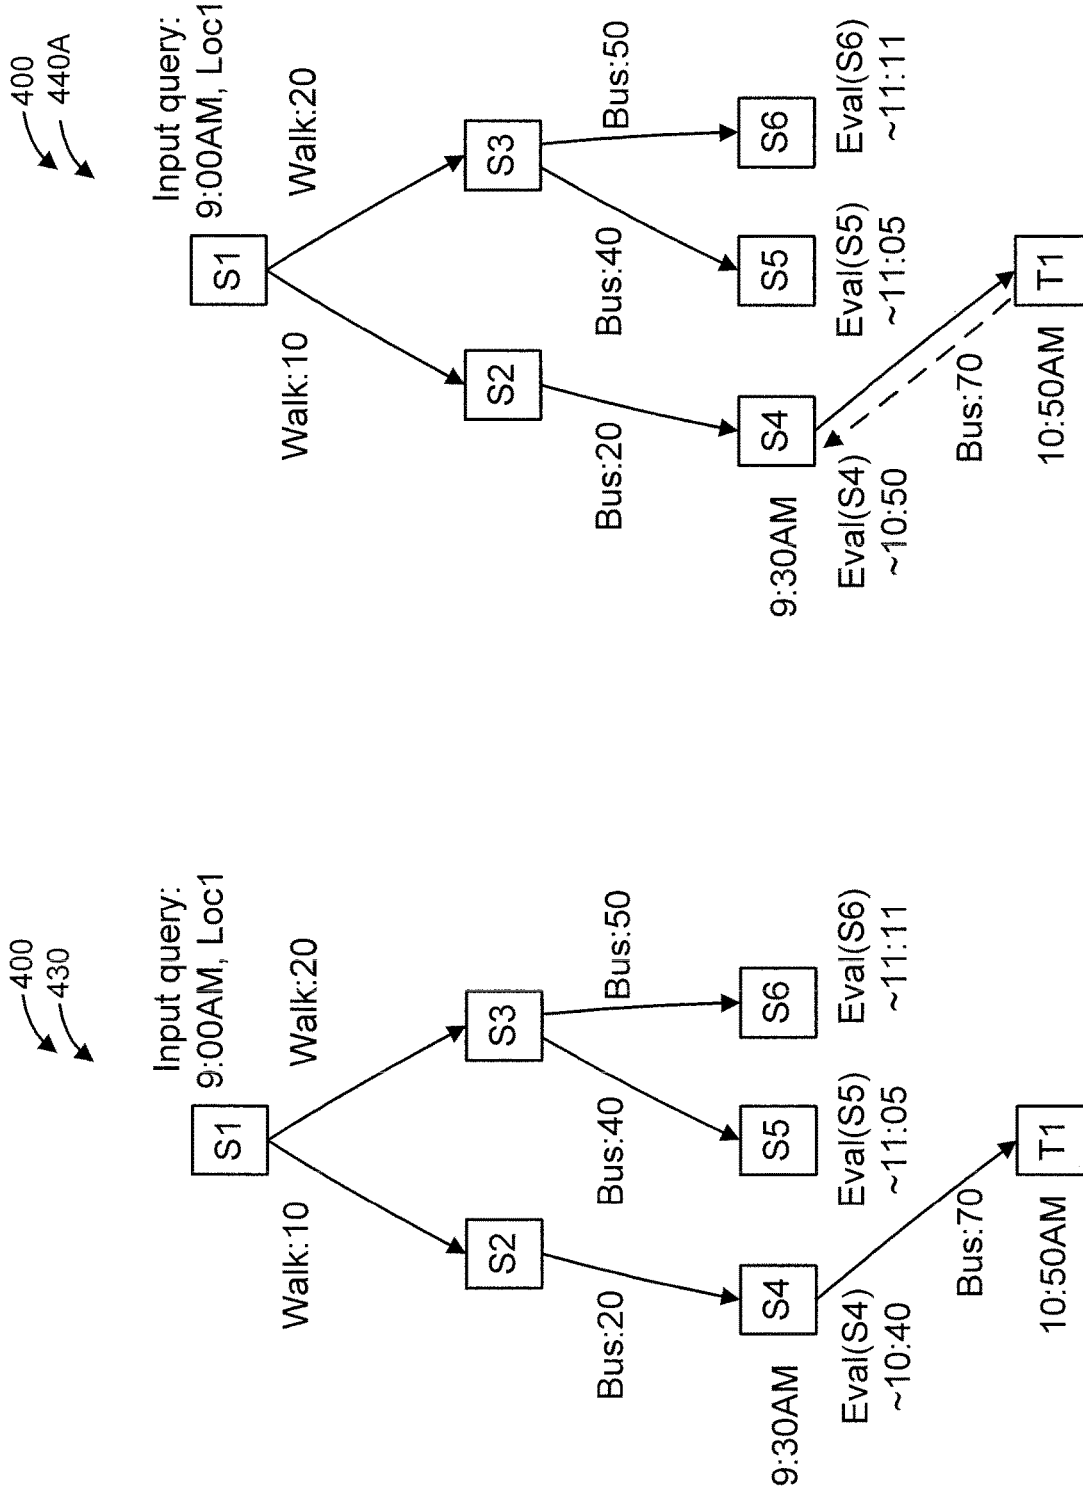 400
430
Input query:
9:00AM, Loc1
S1
Walk:10
Walk:20
S2
S3
Bus:20
Bus:40
Bus:50
S4
S5
S6
9:30AM
Eval(S4)
~10:40
Eval(S5)
~11:05
Eval(S6)
~11:11
Bus:70
T1
10:50AM
400
440A
Input query:
9:00AM, Loc1
S1
Walk:10
Walk:20
S2
S3
Bus:20
Bus:40
Bus:50
S4
S5
S6
9:30AM
Eval(S4)
~10:50
Eval(S5)
~11:05
Eval(S6)
~11:11
Bus:70
T1
10:50AM